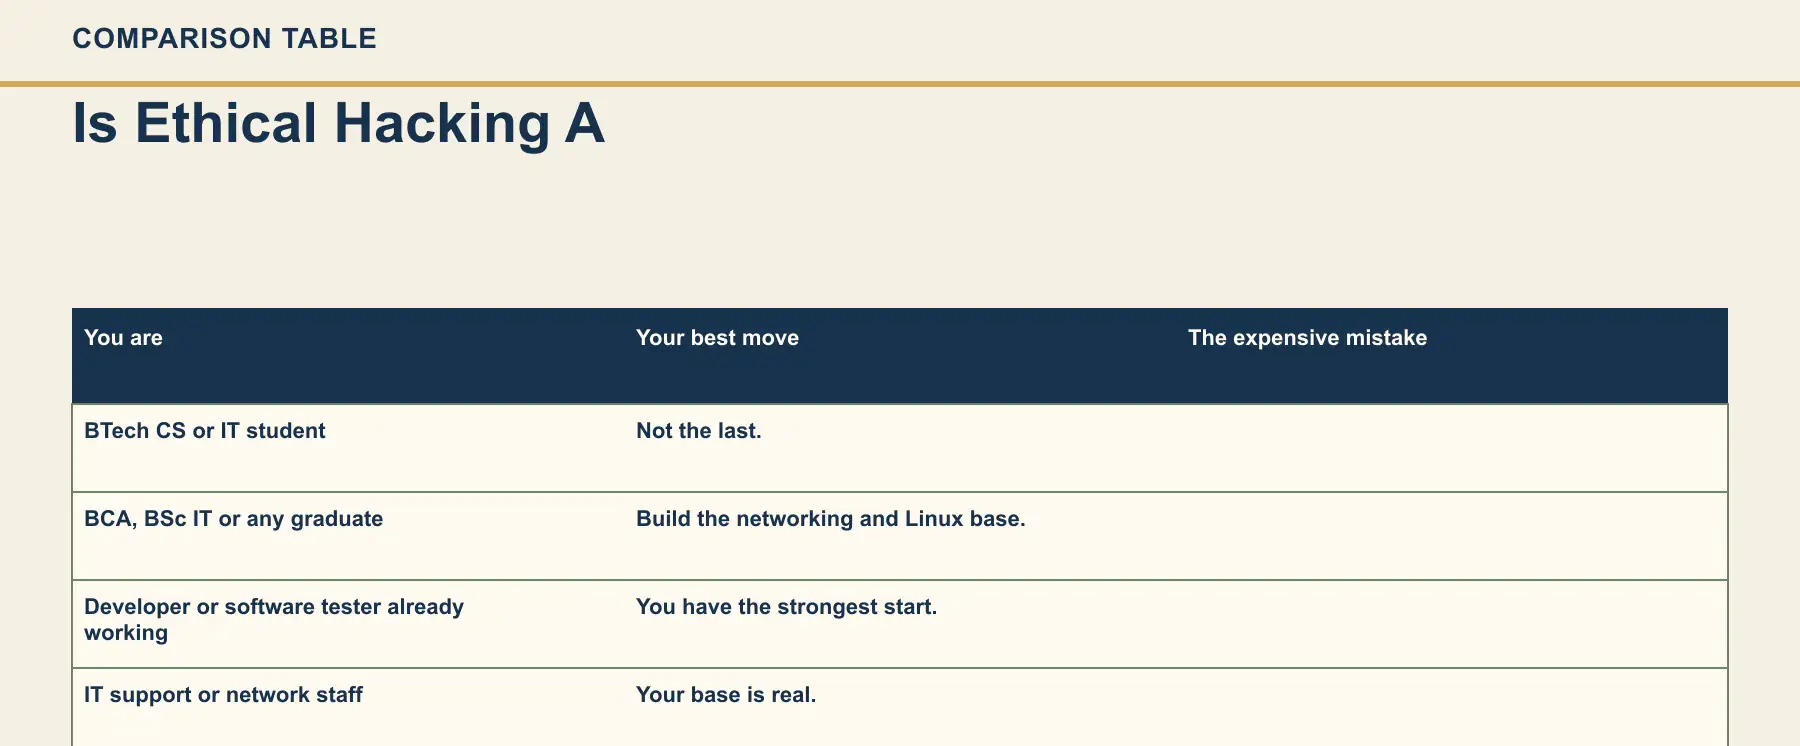 COMPARISON TABLE
Is Ethical Hacking A
You are Your best move The expensive mistake
BTech CS or IT student Not the last.
BCA, BSc IT or any graduate Build the networking and Linux base.
Developer or software tester already
working
You have the strongest start.
IT support or network staff Your base is real.